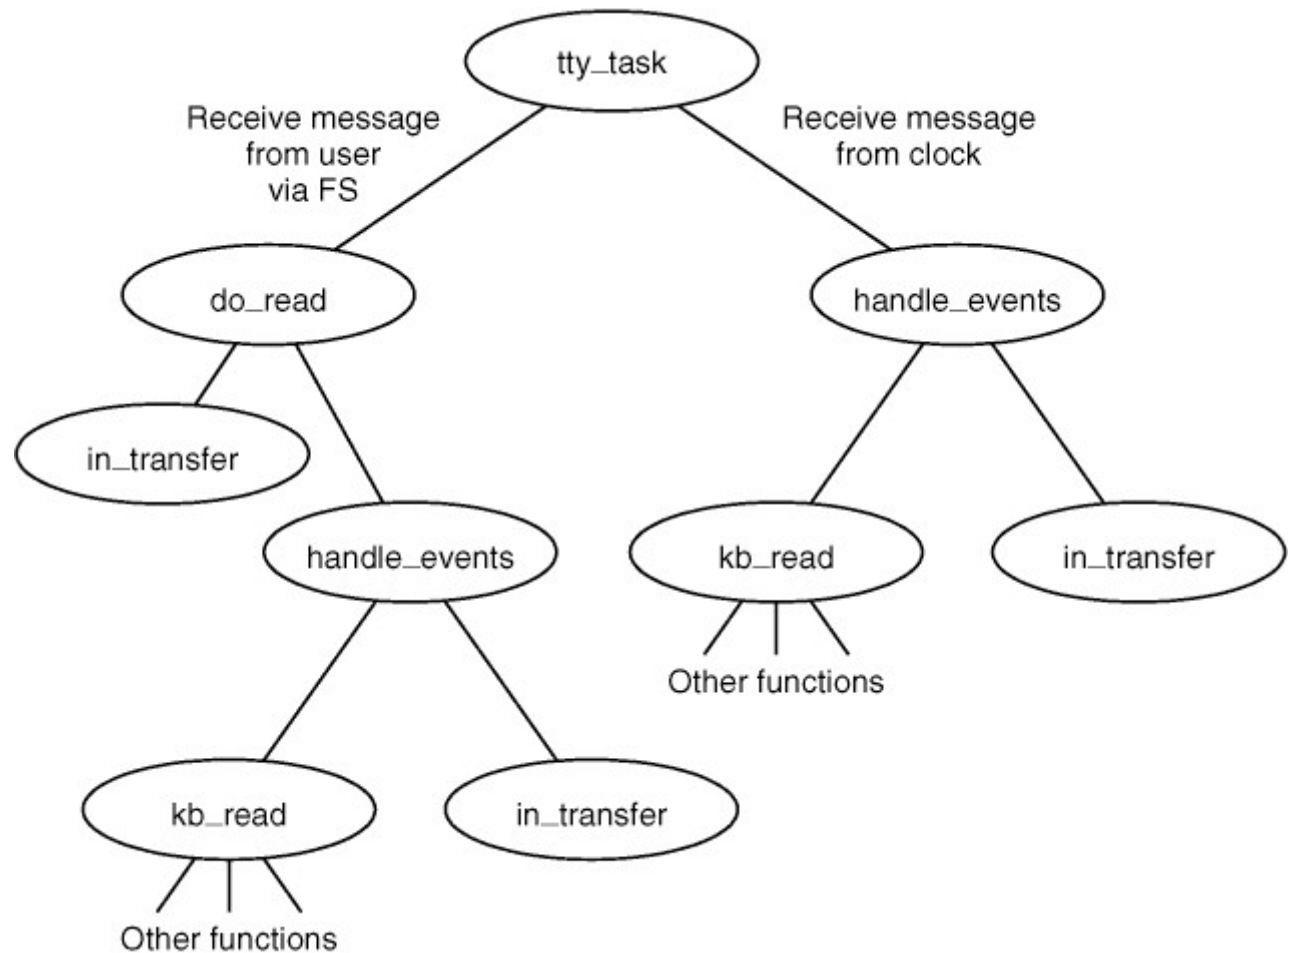 tty_task
Receive message
from user
via FS
Receive message
from clock
do_read
handle_events
in_transfer
handle_events
kb_read
in_transfer
Other functions
kb_read
in_transfer
Other functions